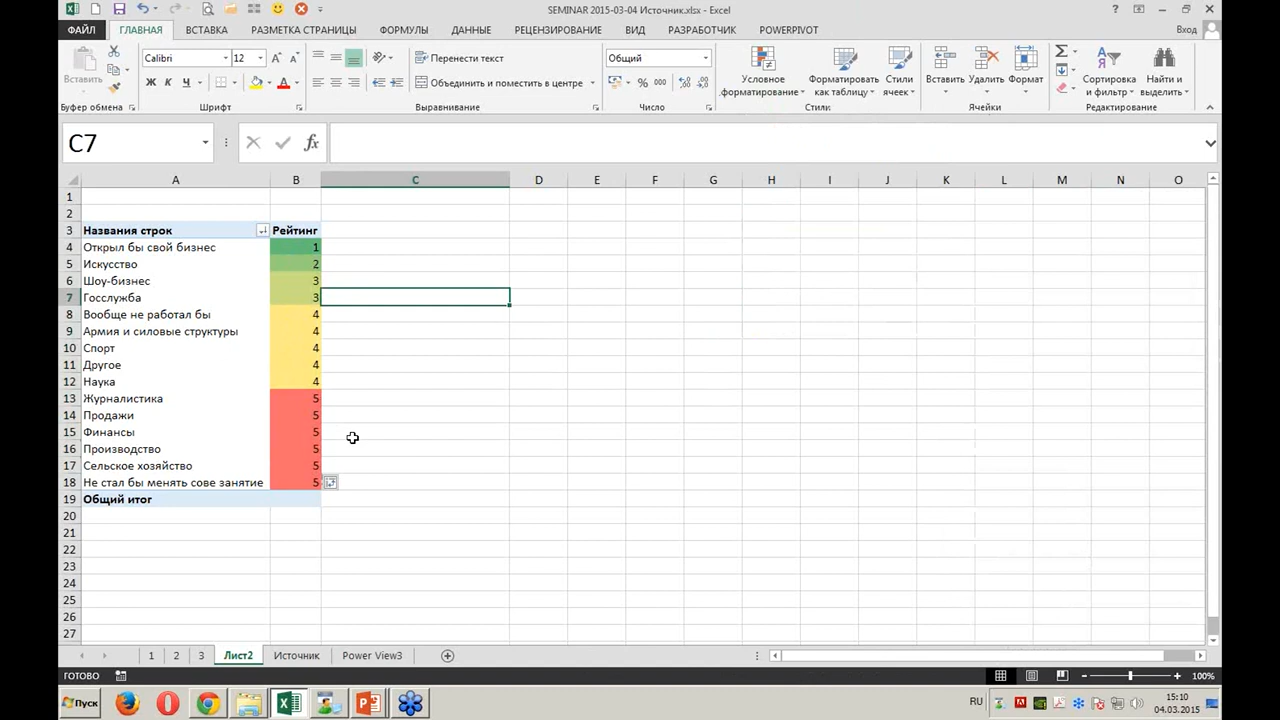 SEMINAR 2015-03-04 Источник.xlsx - Excel
ФАЙЛ ГЛАВНАЯ ВСТАВКА РАЗМЕТКА СТРАНИЦЫ ФОРМУЛЫ ДАННЫЕ РЕЦЕНЗИРОВАНИЕ ВИД РАЗРАБОТЧИК POWERPIVOT Вход
Calibri 12 Перенести текст Общий
Вставить Ж К Ч Объединить и поместить в центре % 000
Условное форматирование Форматировать как таблицу Стили ячеек Вставить Удалить Формат Сортировка и фильтр Найти и выделить
Буфер обмена Шрифт Выравнивание Число Стили Ячейки Редактирование
C7 fx
A B C D E F G H I J K L M N O
1
2
3 Названия строк Рейтинг
4 Открыл бы свой бизнес 1
5 Искусство 2
6 Шоу-бизнес 3
7 Госслужба 3
8 Вообще не работал бы 4
9 Армия и силовые структуры 4
10 Спорт 4
11 Другое 4
12 Наука 4
13 Журналистика 5
14 Продажи 5
15 Финансы 5
16 Производство 5
17 Сельское хозяйство 5
18 Не стал бы менять сове занятие 5
19 Общий итог
20
21
22
23
24
25
26
27
1 2 3 Лист2 Источник Power View3
ГОТОВО 100%
Пуск RU 15:10
04.03.2015